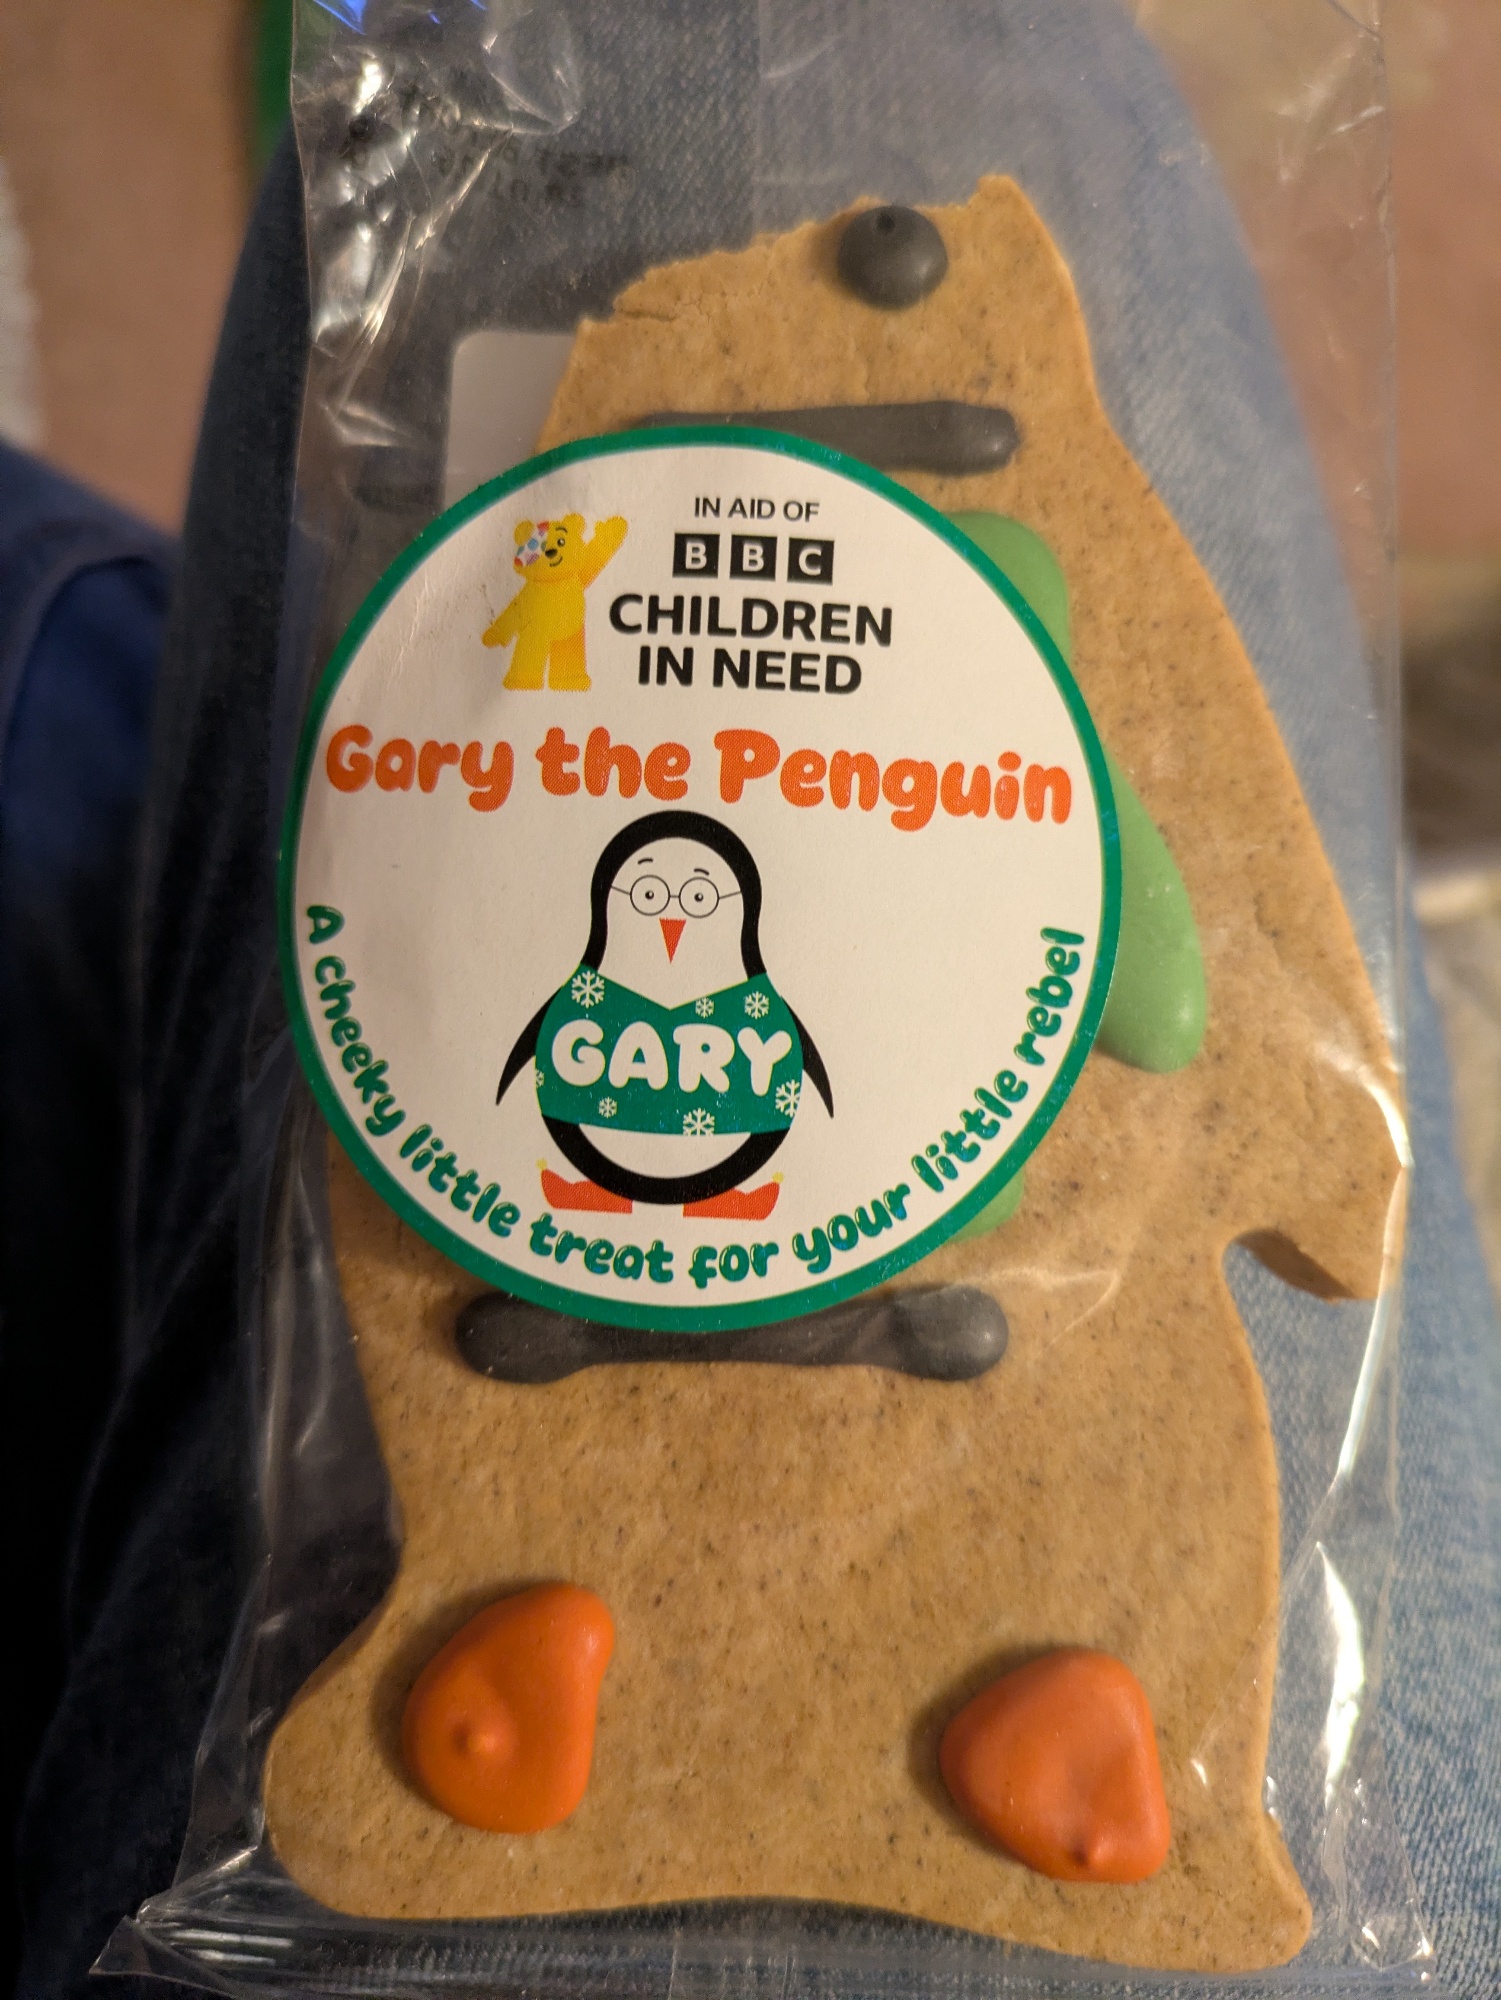 IN AID OF
BBC
CHILDREN
IN NEED
Gary the Penguin
GARY
A cheeky little treat for your little rebel